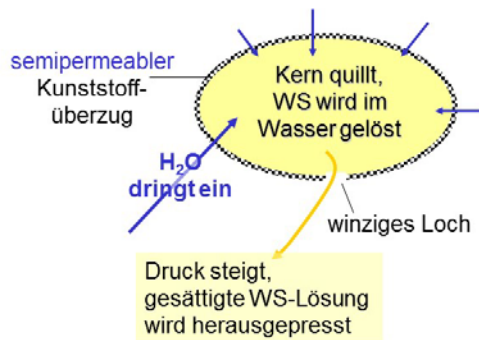 semipermeabler
Kunststoff-
überzug
Kern quillt,
WS wird im
Wasser gelöst
H₂O
dringt ein
winziges Loch
Druck steigt,
gesättigte WS-Lösung
wird herausgepresst